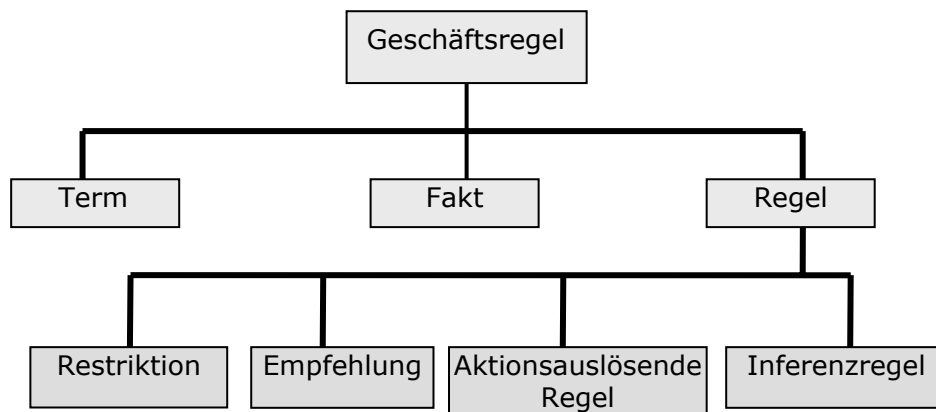 Geschäftsregel
Term
Fakt
Regel
Restriktion
Empfehlung
Aktionsauslösende
Regel
Inferenzregel